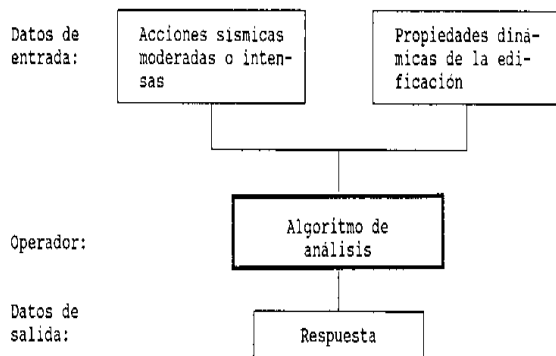 Datos de
entrada:
Acciones sísmicas
moderadas o inten-
sas
Propiedades diná-
micas de la edi-
ficación
Operador:
Algoritmo de
análisis
Datos de
salida:
Respuesta